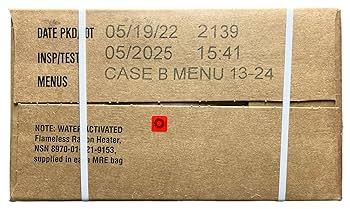 DATE PKD/LOT 05/19/22 2139
INSP/TEST 05/2025 15:41
MENUS CASE B MENU 13-24
NOTE: WATER ACTIVATED
Flameless Ration Heater,
NSN 8970-01-321-9153,
supplied in each MRE bag